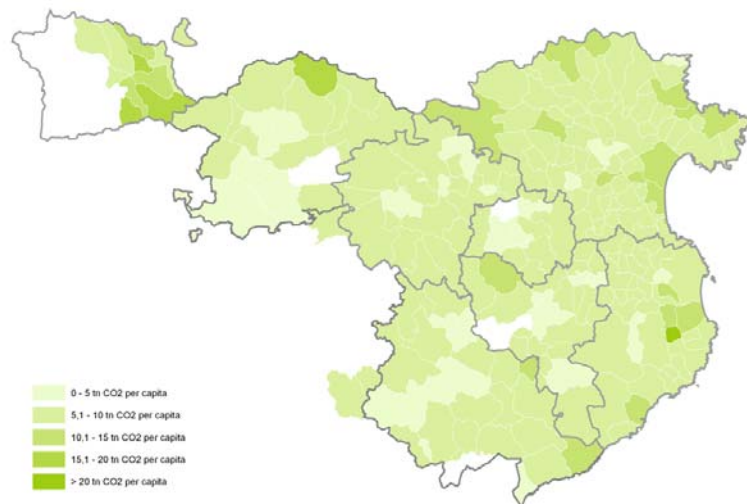 0 - 5 tn CO2 per capita
5,1 - 10 tn CO2 per capita
10,1 - 15 tn CO2 per capita
15,1 - 20 tn CO2 per capita
> 20 tn CO2 per capita